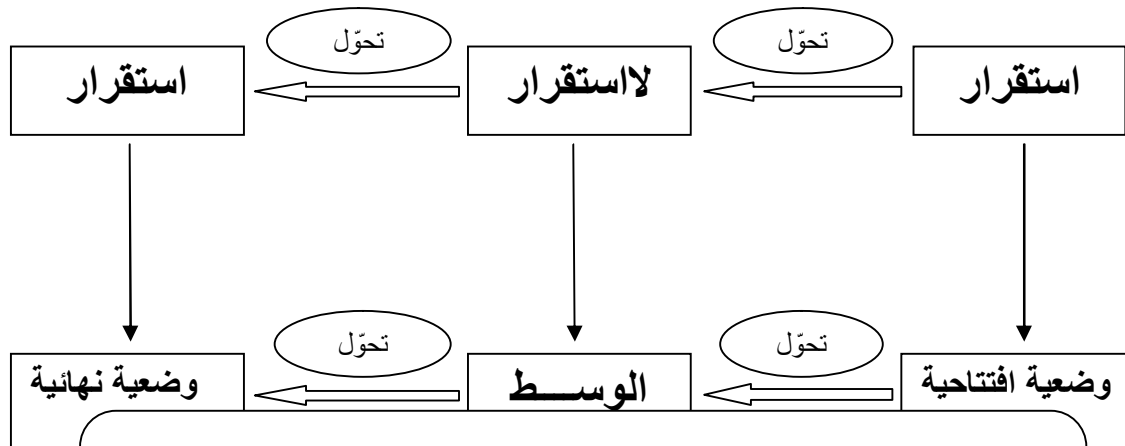 تحوّل
تحوّل
استقرار
لااستقرار
استقرار
تحوّل
تحوّل
وضعية افتتاحية
الوســـط
وضعية نهائية